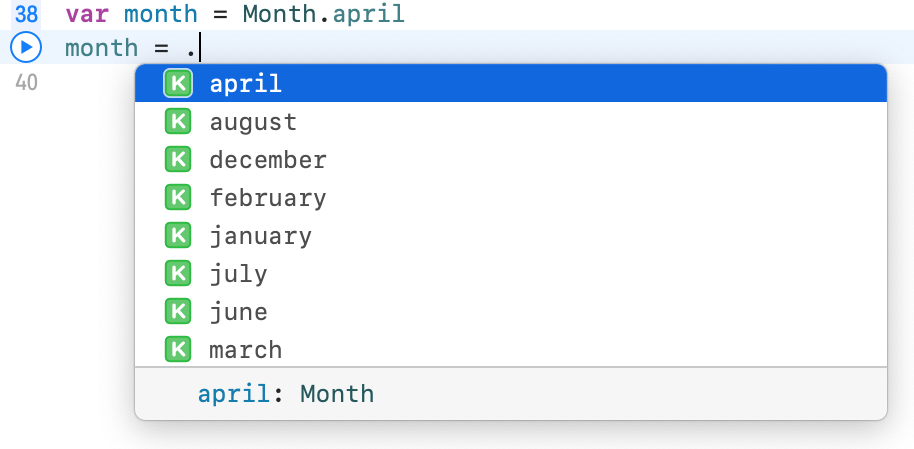 38 var month = Month.april
month = .
40
K april
K august
K december
K february
K january
K july
K june
K march
april: Month